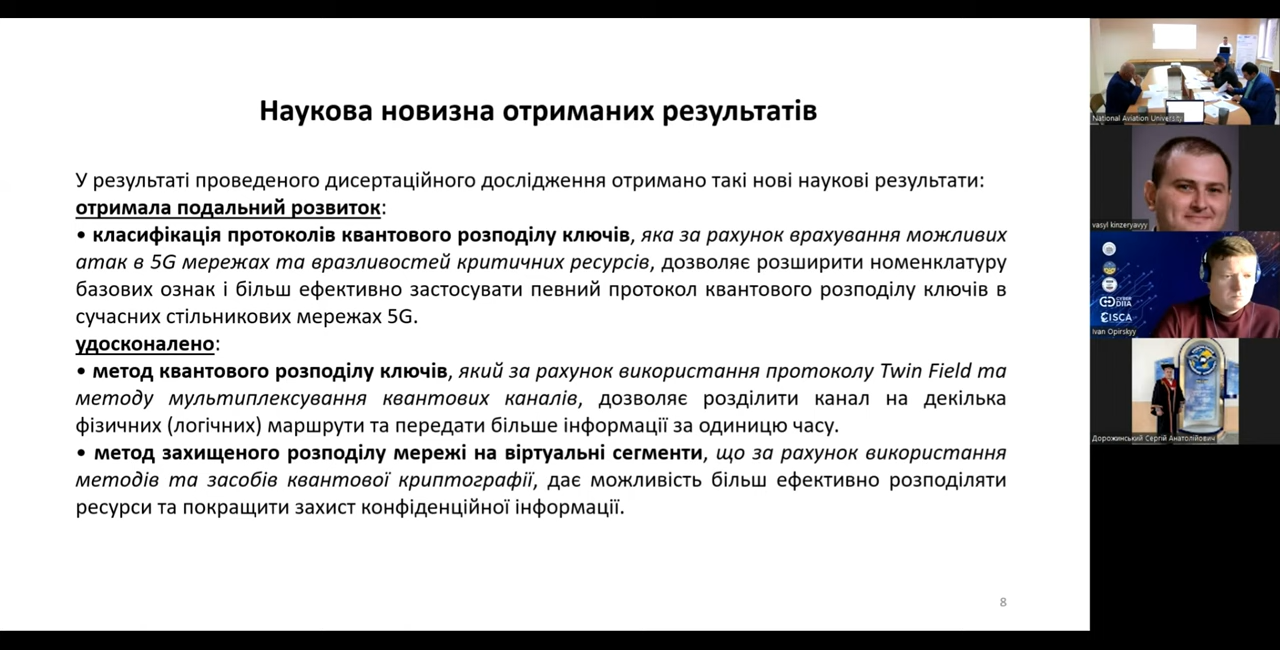 Наукова новизна отриманих результатів
У результаті проведеного дисертаційного дослідження отримано такі нові наукові результати:
отримала подальний розвиток:
• класифікація протоколів квантового розподілу ключів, яка за рахунок врахування можливих
атак в 5G мережах та вразливостей критичних ресурсів, дозволяє розширити номенклатуру
базових ознак і більш ефективно застосувати певний протокол квантового розподілу ключів в
сучасних стільникових мережах 5G.
удосконалено:
• метод квантового розподілу ключів, який за рахунок використання протоколу Twin Field та
методу мультиплексування квантових каналів, дозволяє розділити канал на декілька
фізичних (логічних) маршрути та передати більше інформації за одиницю часу.
• метод захищеного розподілу мережі на віртуальні сегменти, що за рахунок використання
методів та засобів квантової криптографії, дає можливість більш ефективно розподіляти
ресурси та покращити захист конфіденційної інформації.
8
National Aviation University
vasyl kinzeryavyy
CYBER
DIIA
CISCA
Ivan Opirskyy
Дорожинський Сергій Анатолійович